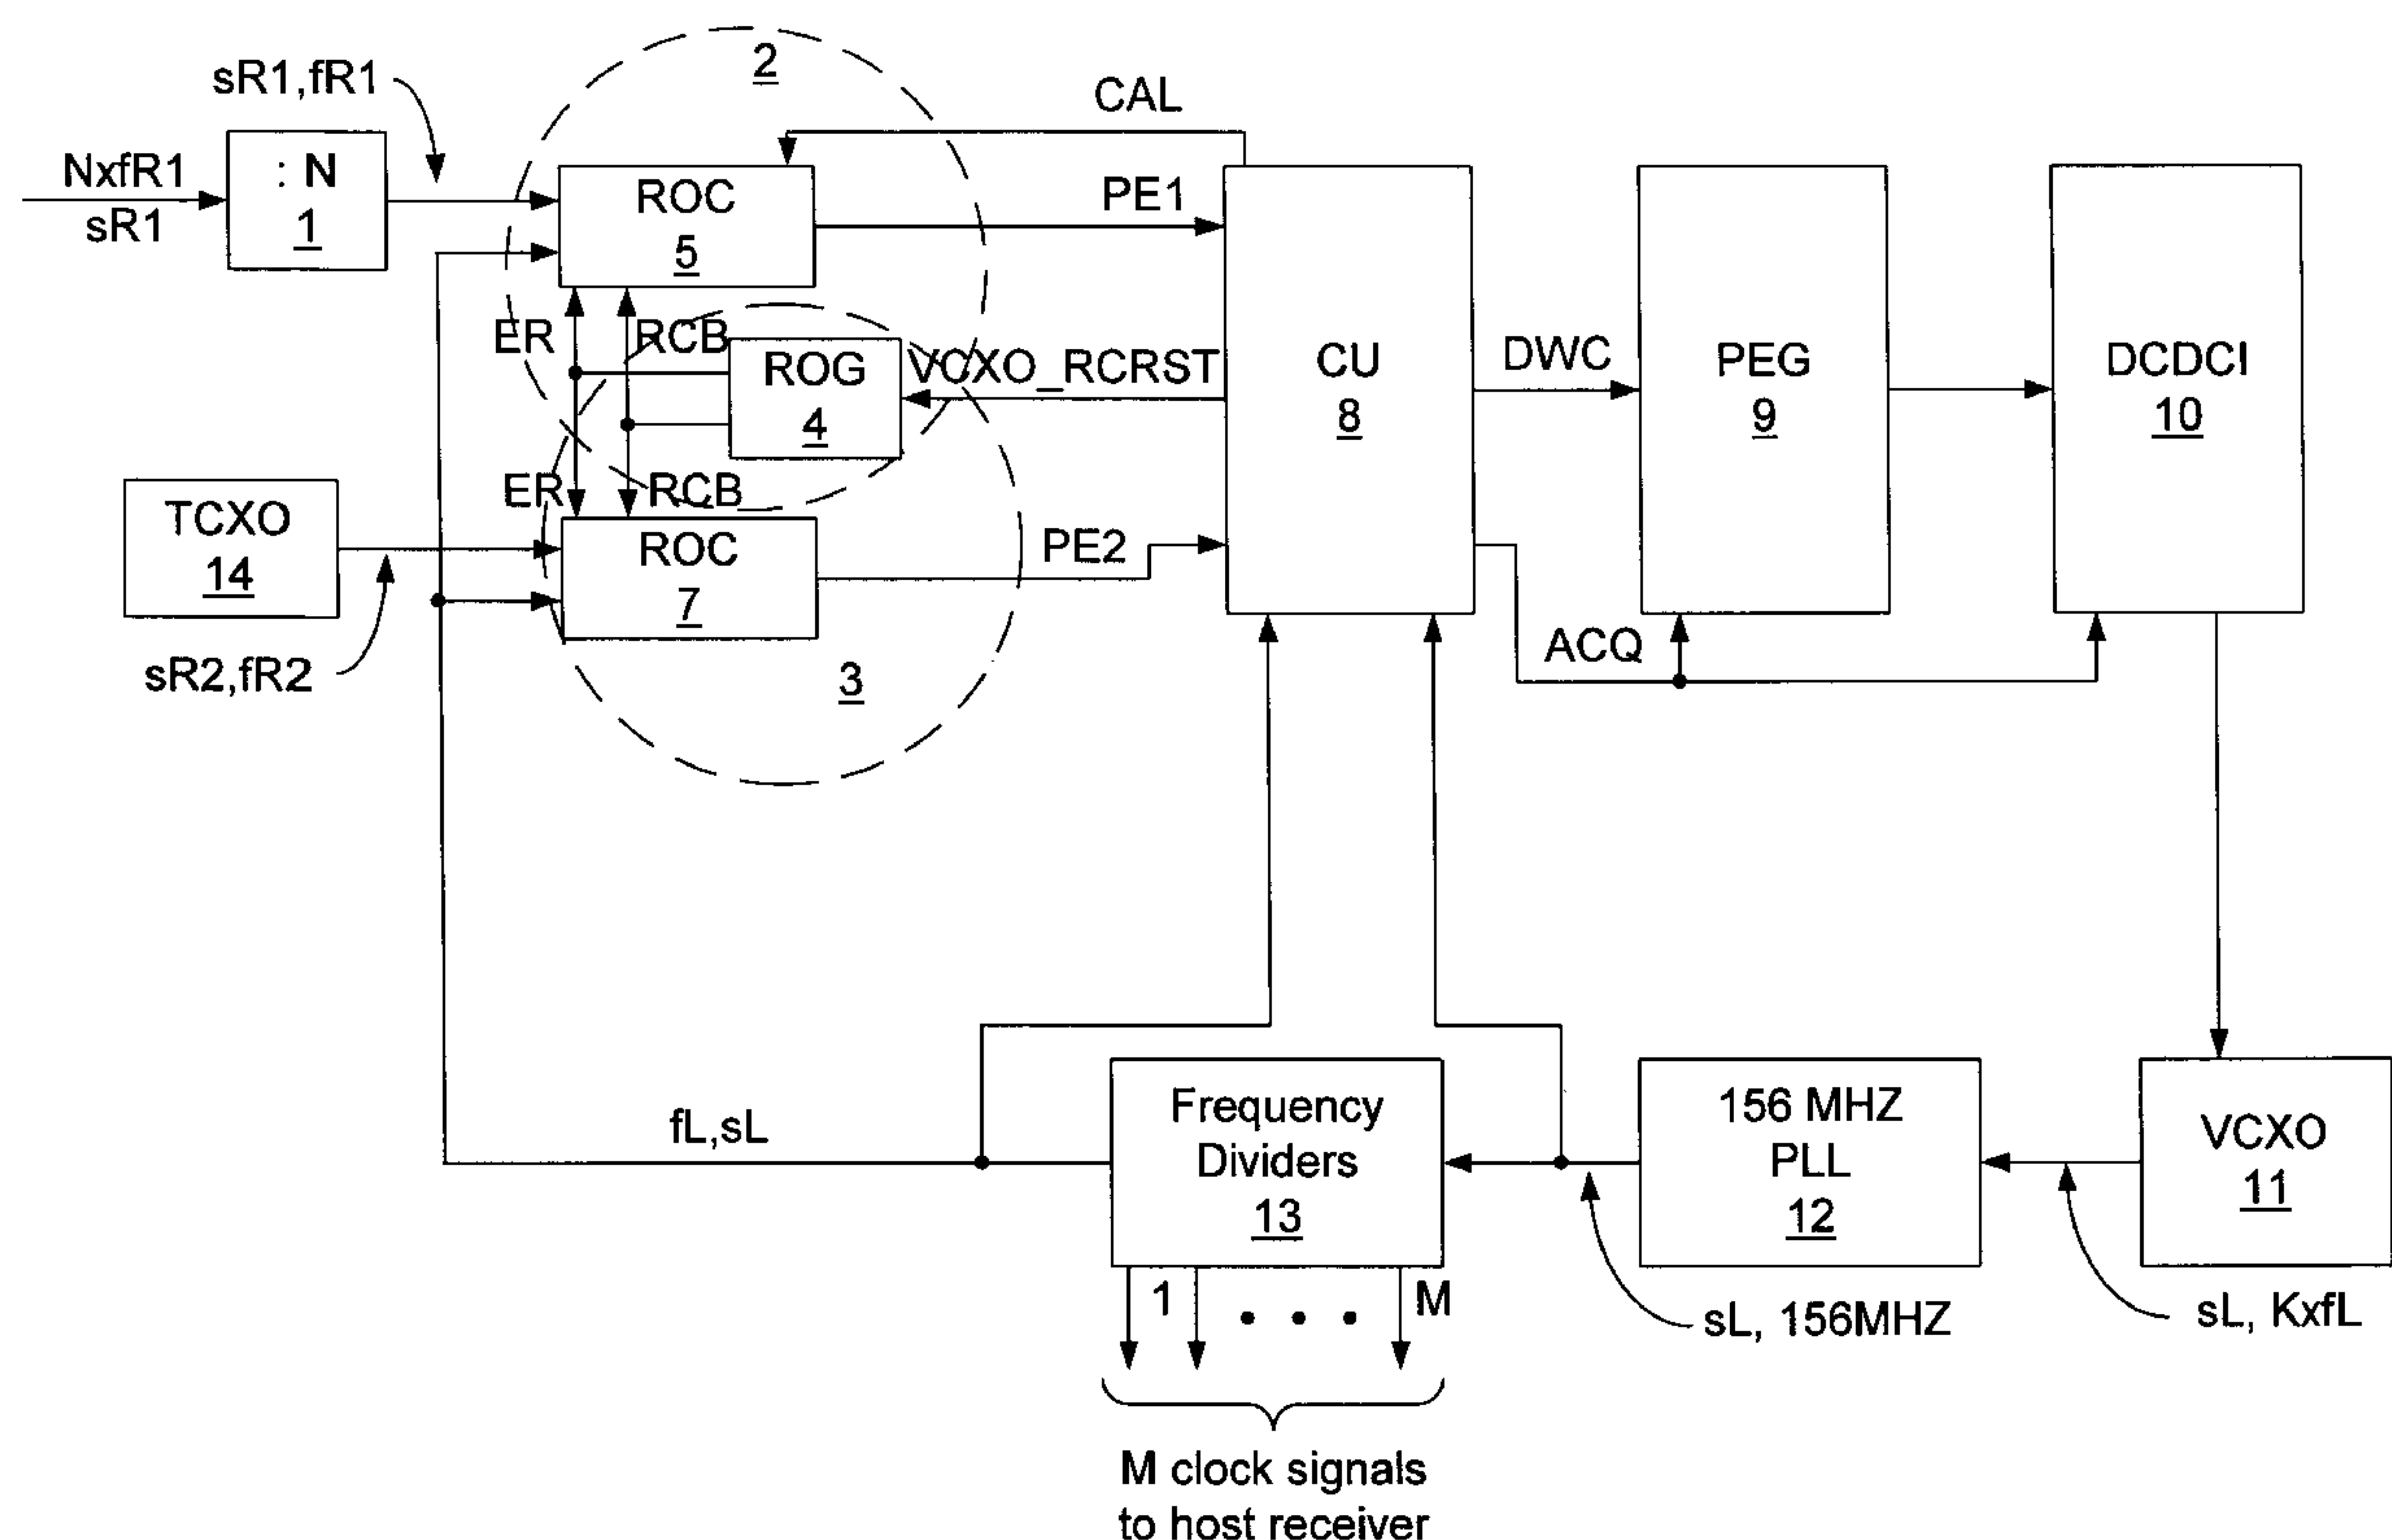 sR1,fR1
2
CAL
NxfR1
sR1
: N
1
ROC
5
PE1
ER
RCB
ROG
4
VCXO_RCRST
CU
8
DWC
PEG
9
DCDCI
10
ER
RCB
TCXO
14
ROC
7
PE2
sR2,fR2
3
ACQ
fL,sL
Frequency
Dividers
13
156 MHZ
PLL
12
VCXO
11
1
M
sL, 156MHZ
sL, KxfL
M clock signals
to host receiver